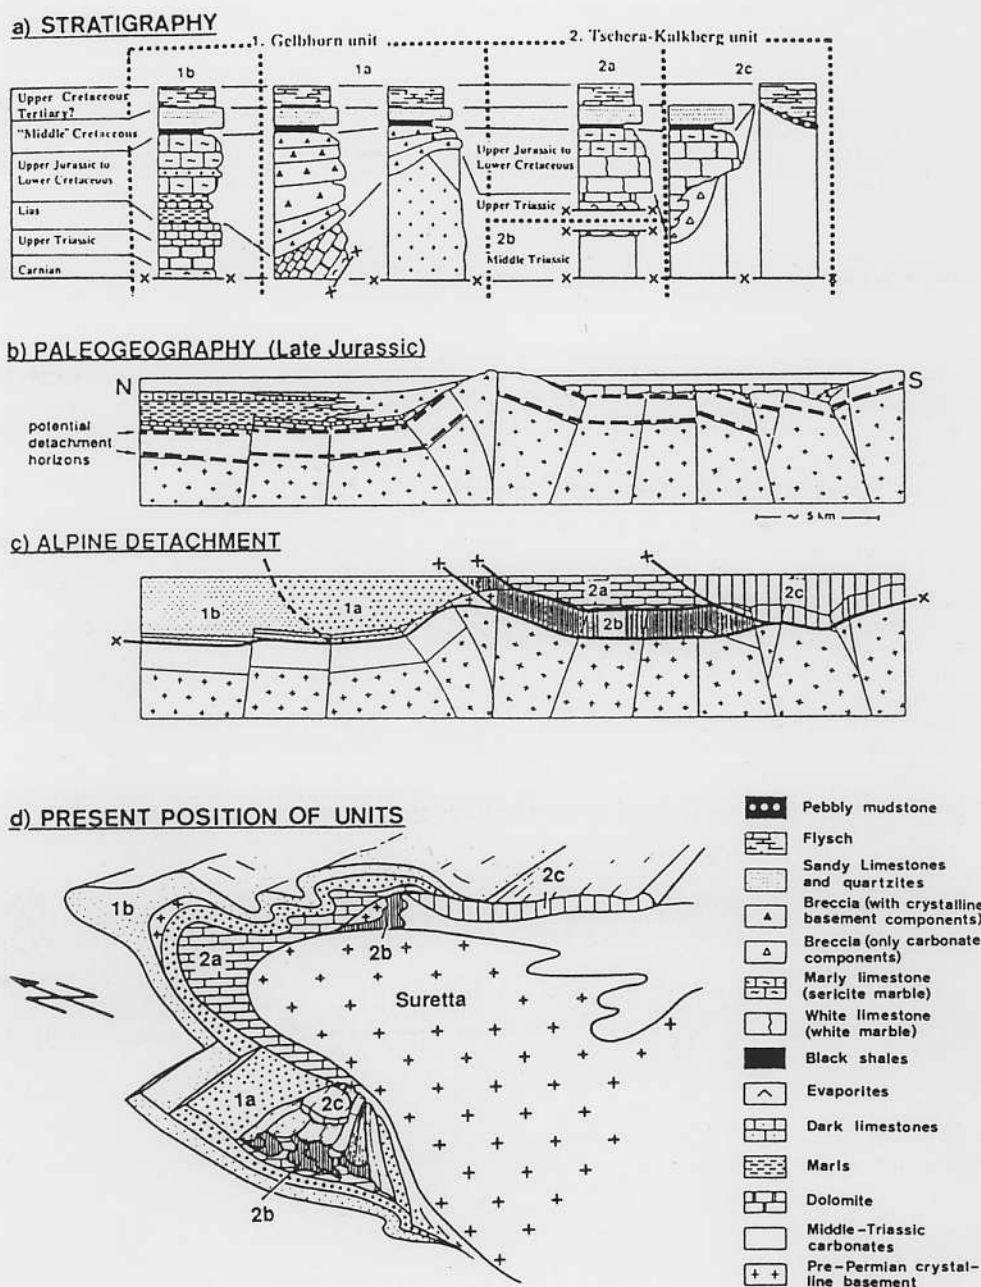 a) STRATIGRAPHY
1. Gelbhorn unit
2. Tschera-Kalkberg unit
1b
1a
2a
2c
Upper Cretaceous
Tertiary?
"Middle" Cretaceous
Upper Jurassic to
Lower Cretaceous
Lias
Upper Triassic
Carnian
Upper Jurassic to
Lower Cretaceous
Upper Triassic
2b
Middle Triassic
b) PALEOGEOGRAPHY (Late Jurassic)
N
S
potential
detachment
horizons
~ 5 km
c) ALPINE DETACHMENT
1b
1a
2a
2b
2c
d) PRESENT POSITION OF UNITS
1b
2a
2b
2c
Suretta
1a
2c
2b
Pebbly mudstone
Flysch
Sandy Limestones
and quartzites
Breccia (with crystalline
basement components)
Breccia (only carbonate
components)
Marly limestone
(sericite marble)
White limestone
(white marble)
Black shales
Evaporites
Dark limestones
Marls
Dolomite
Middle-Triassic
carbonates
Pre-Permian crystal-
line basement